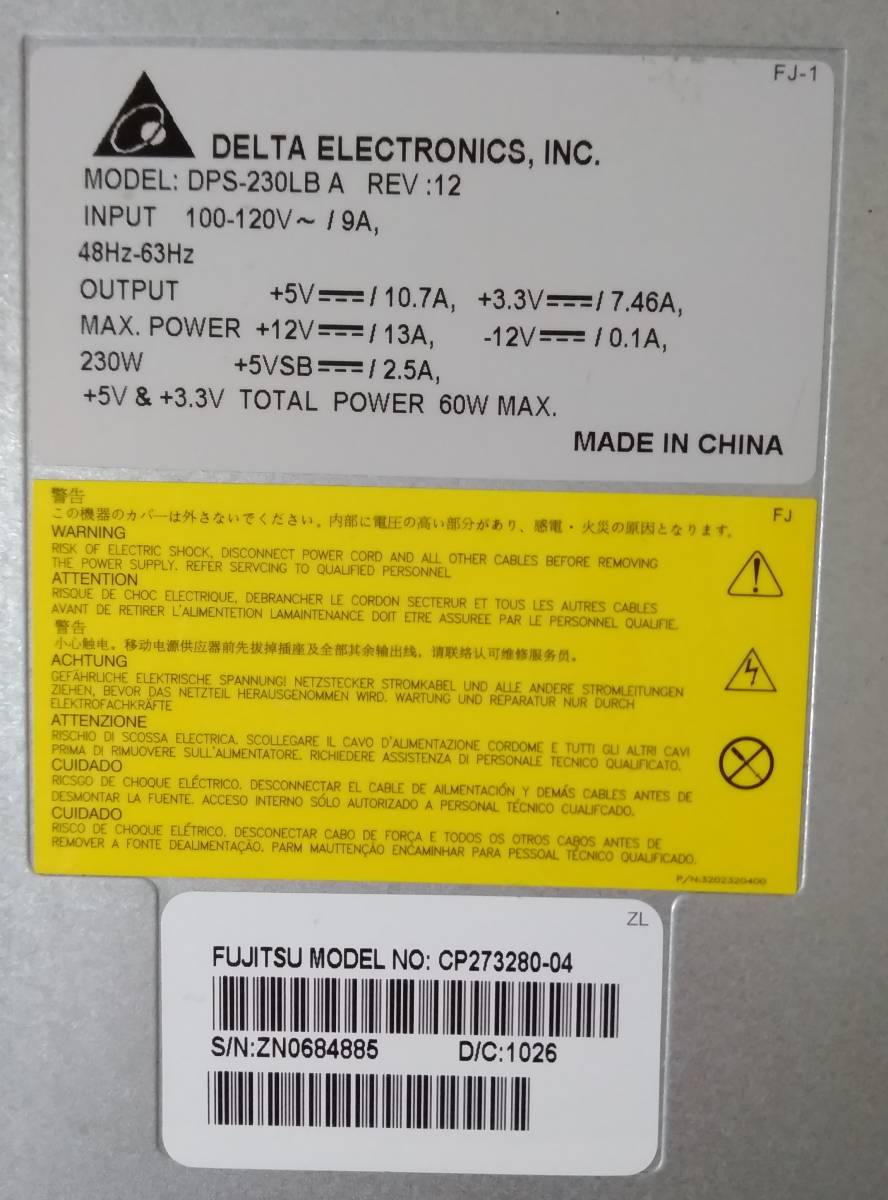 FJ-1
DELTA ELECTRONICS, INC.
MODEL: DPS-230LB A REV :12
INPUT 100-120V~ / 9A,
48Hz-63Hz
OUTPUT +5V⎓/ 10.7A, +3.3V⎓/ 7.46A,
MAX. POWER +12V⎓/ 13A, -12V⎓ / 0.1A,
230W +5VSB⎓/ 2.5A,
+5V & +3.3V TOTAL POWER 60W MAX.
MADE IN CHINA
警告
FJ
この機器のカバーは外さないでください。内部に電圧の高い部分があり、感電・火災の原因となります。
WARNING
RISK OF ELECTRIC SHOCK, DISCONNECT POWER CORD AND ALL OTHER CABLES BEFORE REMOVING
THE POWER SUPPLY. REFER SERVCING TO QUALIFIED PERSONNEL
ATTENTION
RISQUE DE CHOC ELECTRIQUE, DEBRANCHER LE CORDON SECTERUR ET TOUS LES AUTRES CABLES
AVANT DE RETIRER L'ALIMENTETION LAMAINTENANCE DOIT ETRE ASSUREE PAR LE PERSONNEL QUALIFIE.
警告
小心触电。移动电源供应器前先拔掉插座及全部其余输出线，请联络认可维修服务员。
ACHTUNG
GEFÄHRLICHE ELEKTRISCHE SPANNUNG! NETZSTECKER STROMKABEL UND ALLE ANDERE STROMLEITUNGEN
ZIEHEN, BEVOR DAS NETZTEIL HERAUSGENOMMEN WIRD. WARTUNG UND REPARATUR NUR DURCH
ELEKTROFACHKRÄFTE
ATTENZIONE
RISCHIO DI SCOSSA ELECTRICA. SCOLLEGARE IL CAVO D'ALIMENTAZIONE CORDOME E TUTTI GLI ALTRI CAVI
PRIMA DI RIMUOVERE SULL'ALIMENTATORE. RICHIEDERE ASSISTENZA DI PERSONALE TECNICO QUALIFICATO.
CUIDADO
RICSGO DE CHOQUE ELÉCTRICO. DESCONNECTAR EL CABLE DE AILMENTACIÓN Y DEMÁS CABLES ANTES DE
DESMONTAR LA FUENTE. ACCESO INTERNO SÓLO AUTORIZADO A PERSONAL TÉCNICO CUALIFCADO.
CUIDADO
RISCO DE CHOQUE ELÉTRICO. DESCONECTAR CABO DE FORÇA E TODOS OS OTROS CABOS ANTES DE
REMOVER A FONTE DEALIMENTAÇÃO. PARM MAUTTENÇÃO ENCAMINHAR PARA PESSOAL TÉCNICO QUALIFICADO.
P/N:3202320400
ZL
FUJITSU MODEL NO: CP273280-04
S/N:ZN0684885 D/C:1026